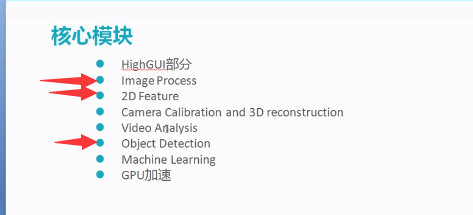 核心模块
HighGUI部分
Image Process
2D Feature
Camera Calibration and 3D reconstruction
Video Analysis
Object Detection
Machine Learning
GPU加速